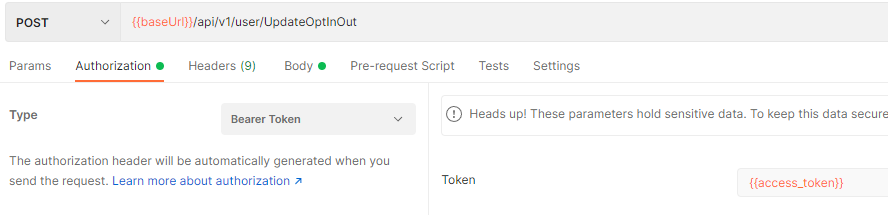 POST {{baseUrl}}/api/v1/user/UpdateOptInOut
Params Authorization Headers (9) Body Pre-request Script Tests Settings
Type Bearer Token
Heads up! These parameters hold sensitive data. To keep this data secure
The authorization header will be automatically generated when you
send the request. Learn more about authorization ↗
Token {{access_token}}